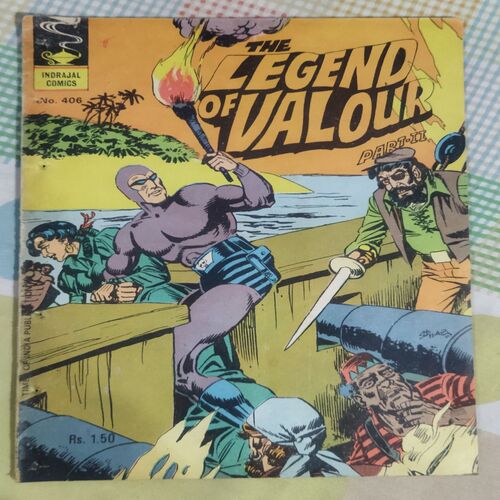 INDRAJAL
COMICS
No. 406
THE
LEGEND
OF VALOUR
PART-II
Rs. 1.50